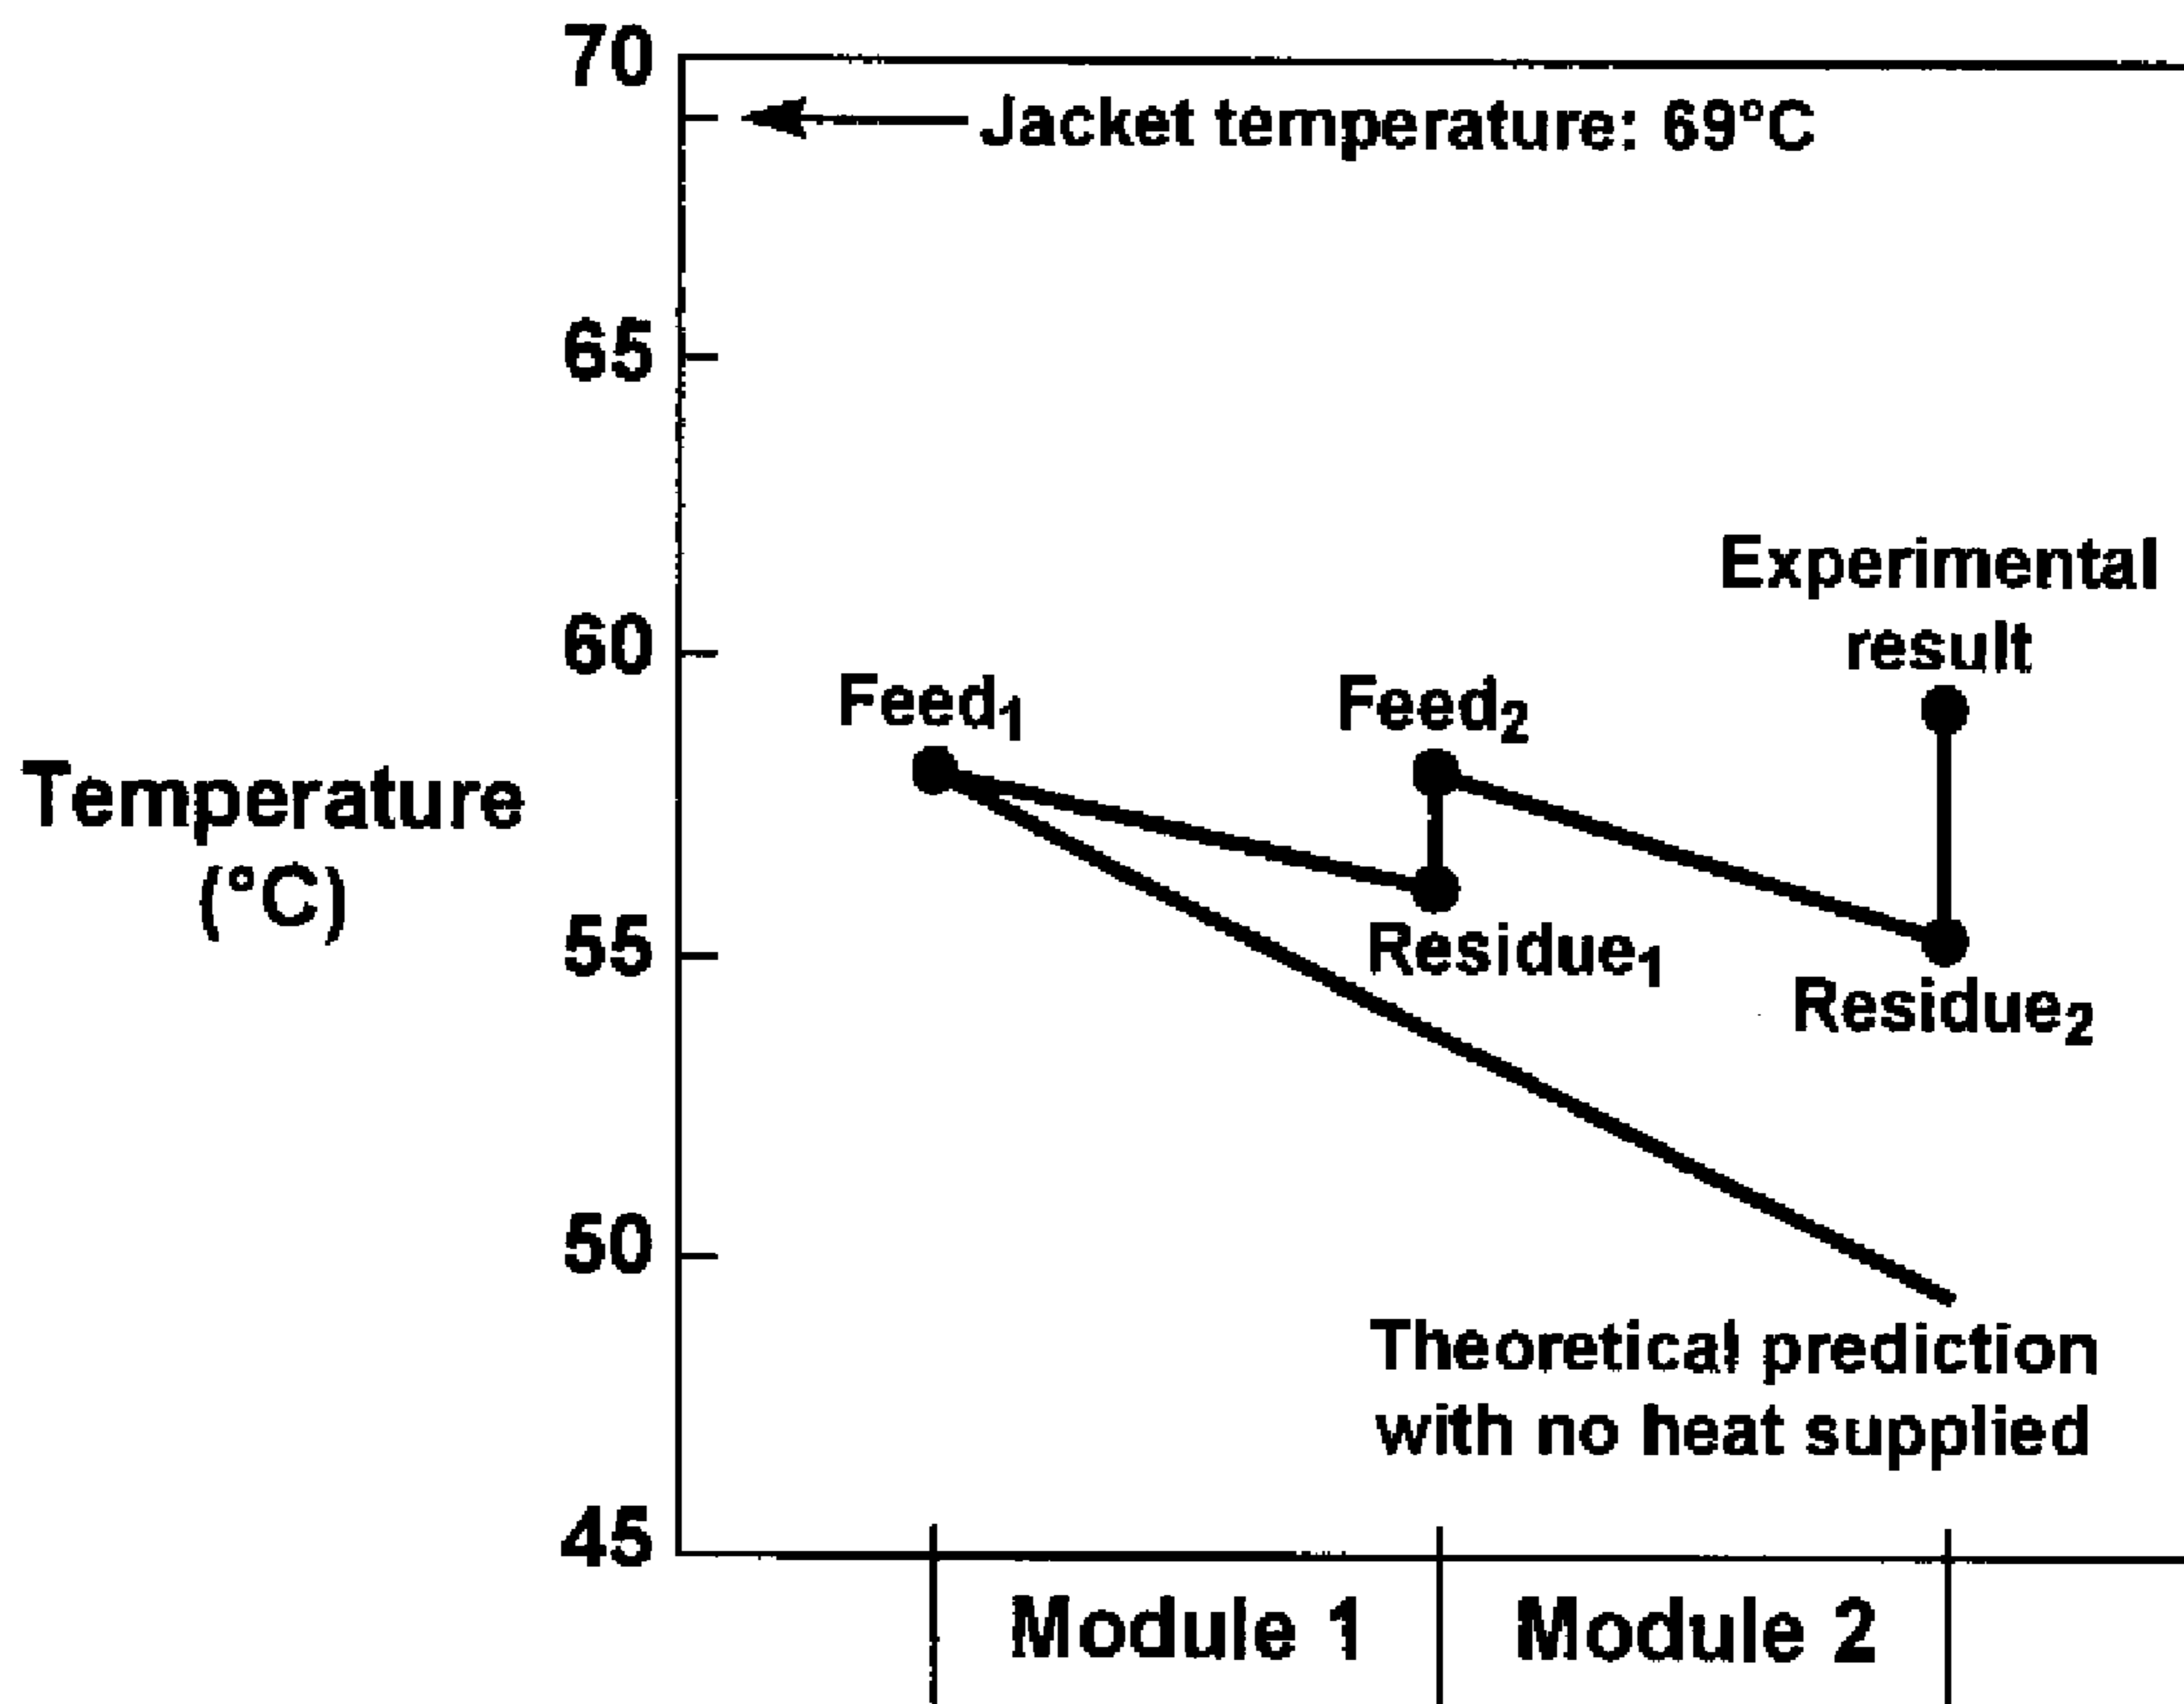 70
Jacket temperature: 69°C
65
Experimental
result
60
Feed₁
Feed₂
Temperature
(°C)
55
Residue₁
Residue₂
50
Theoretical prediction
with no heat supplied
45
Module 1
Module 2